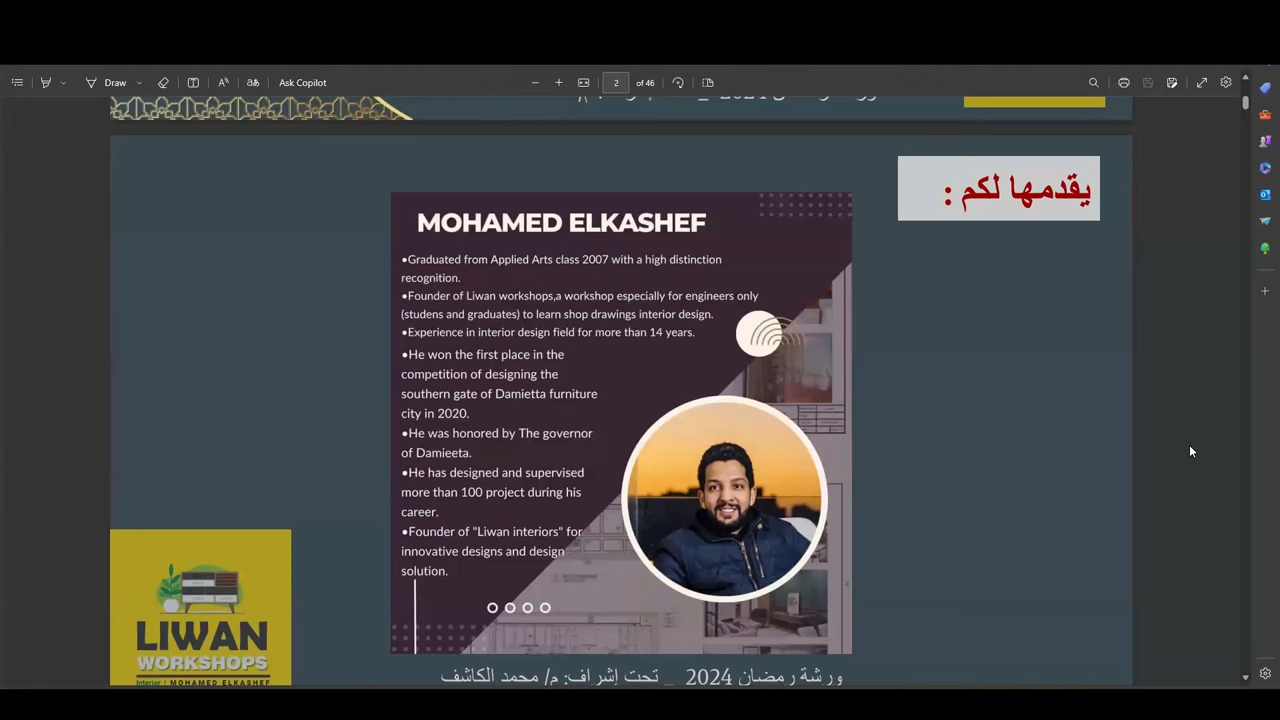 Draw
Ask Copilot
2
of 46
يقدمها لكم :
MOHAMED ELKASHEF
•Graduated from Applied Arts class 2007 with a high distinction
recognition.
•Founder of Liwan workshops,a workshop especially for engineers only
(studens and graduates) to learn shop drawings interior design.
•Experience in interior design field for more than 14 years.
•He won the first place in the
competition of designing the
southern gate of Damietta furniture
city in 2020.
•He was honored by The governor
of Damieeta.
•He has designed and supervised
more than 100 project during his
career.
•Founder of "Liwan interiors" for
innovative designs and design
solution.
LIWAN
WORKSHOPS
Interior | MOHAMED ELKASHEF
ورشة رمضان 2024 _ تحت إشراف: م/ محمد الكاشف